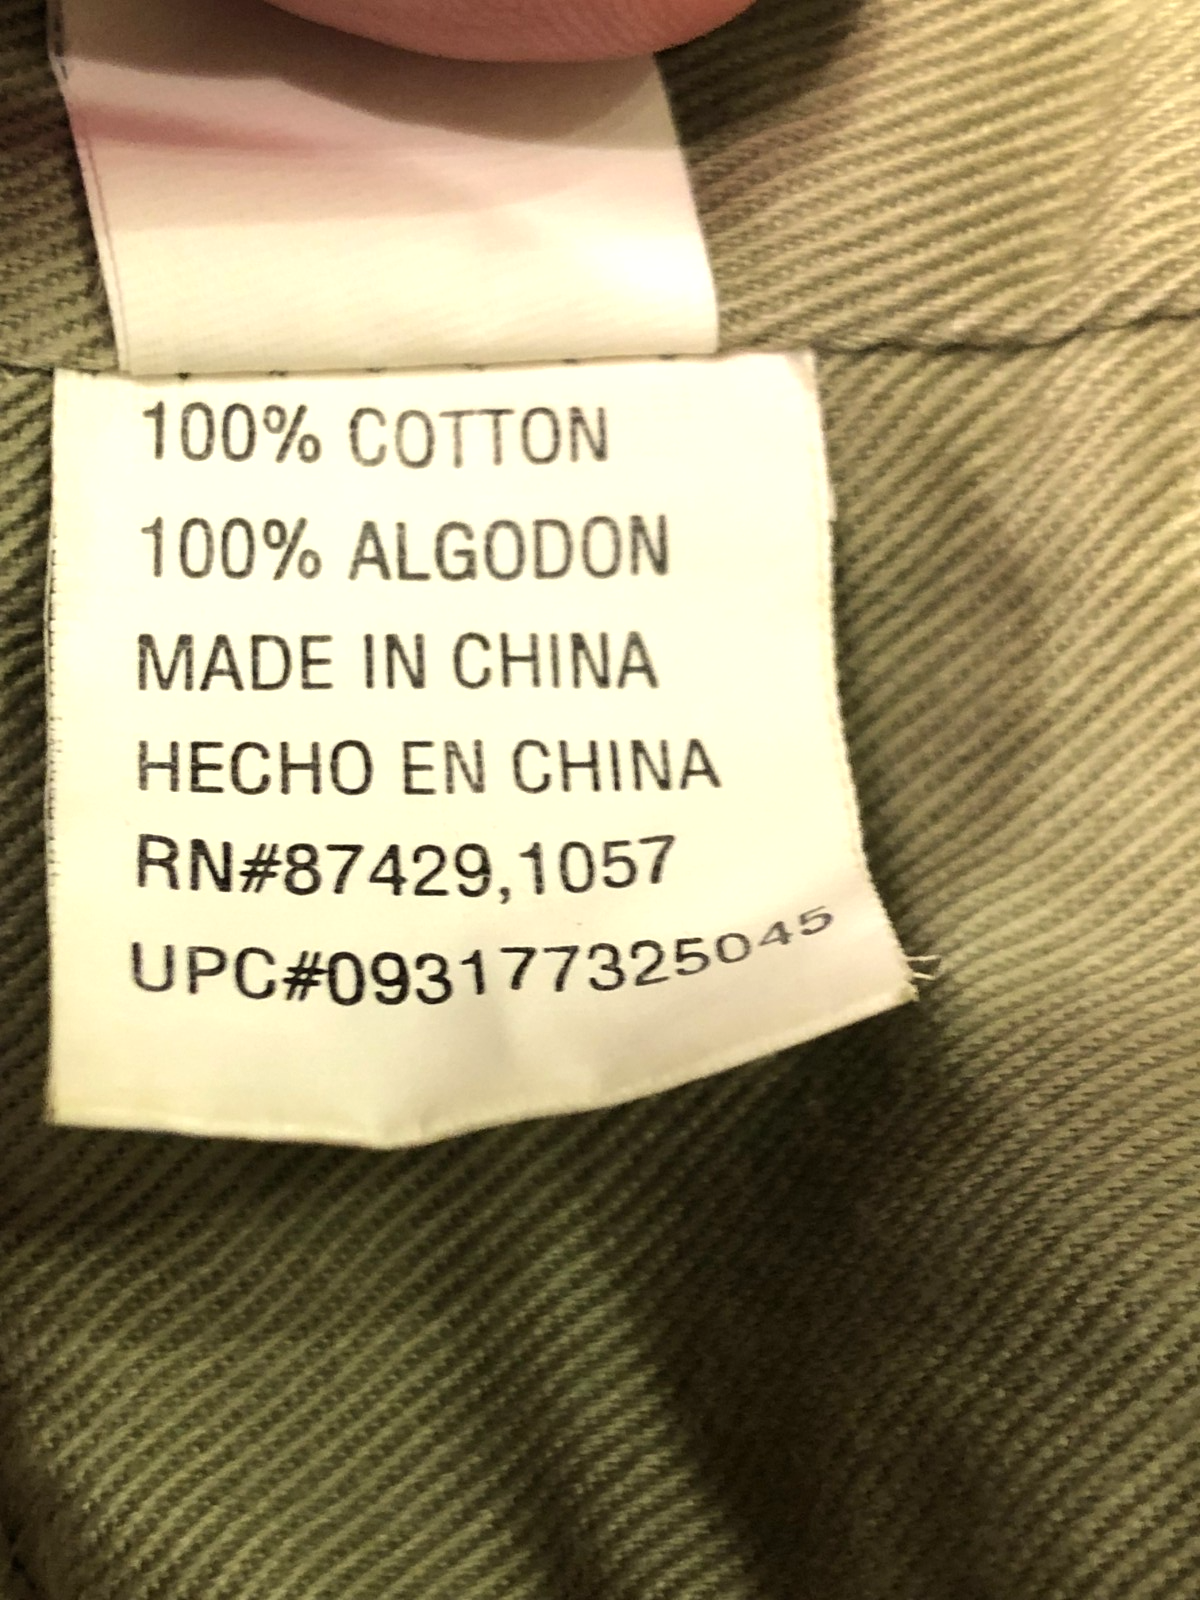 100% COTTON
100% ALGODON
MADE IN CHINA
HECHO EN CHINA
RN#87429,1057
UPC#093177325045